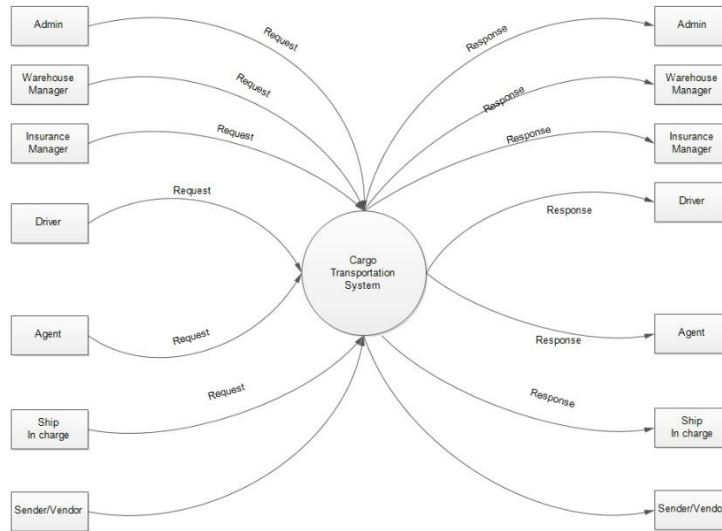 Admin
Warehouse
Manager
Insurance
Manager
Driver
Agent
Ship
In charge
Sender/Vendor
Request
Request
Request
Request
Request
Request
Cargo
Transportation
System
Response
Response
Response
Response
Response
Response
Admin
Warehouse
Manager
Insurance
Manager
Driver
Agent
Ship
In charge
Sender/Vendor